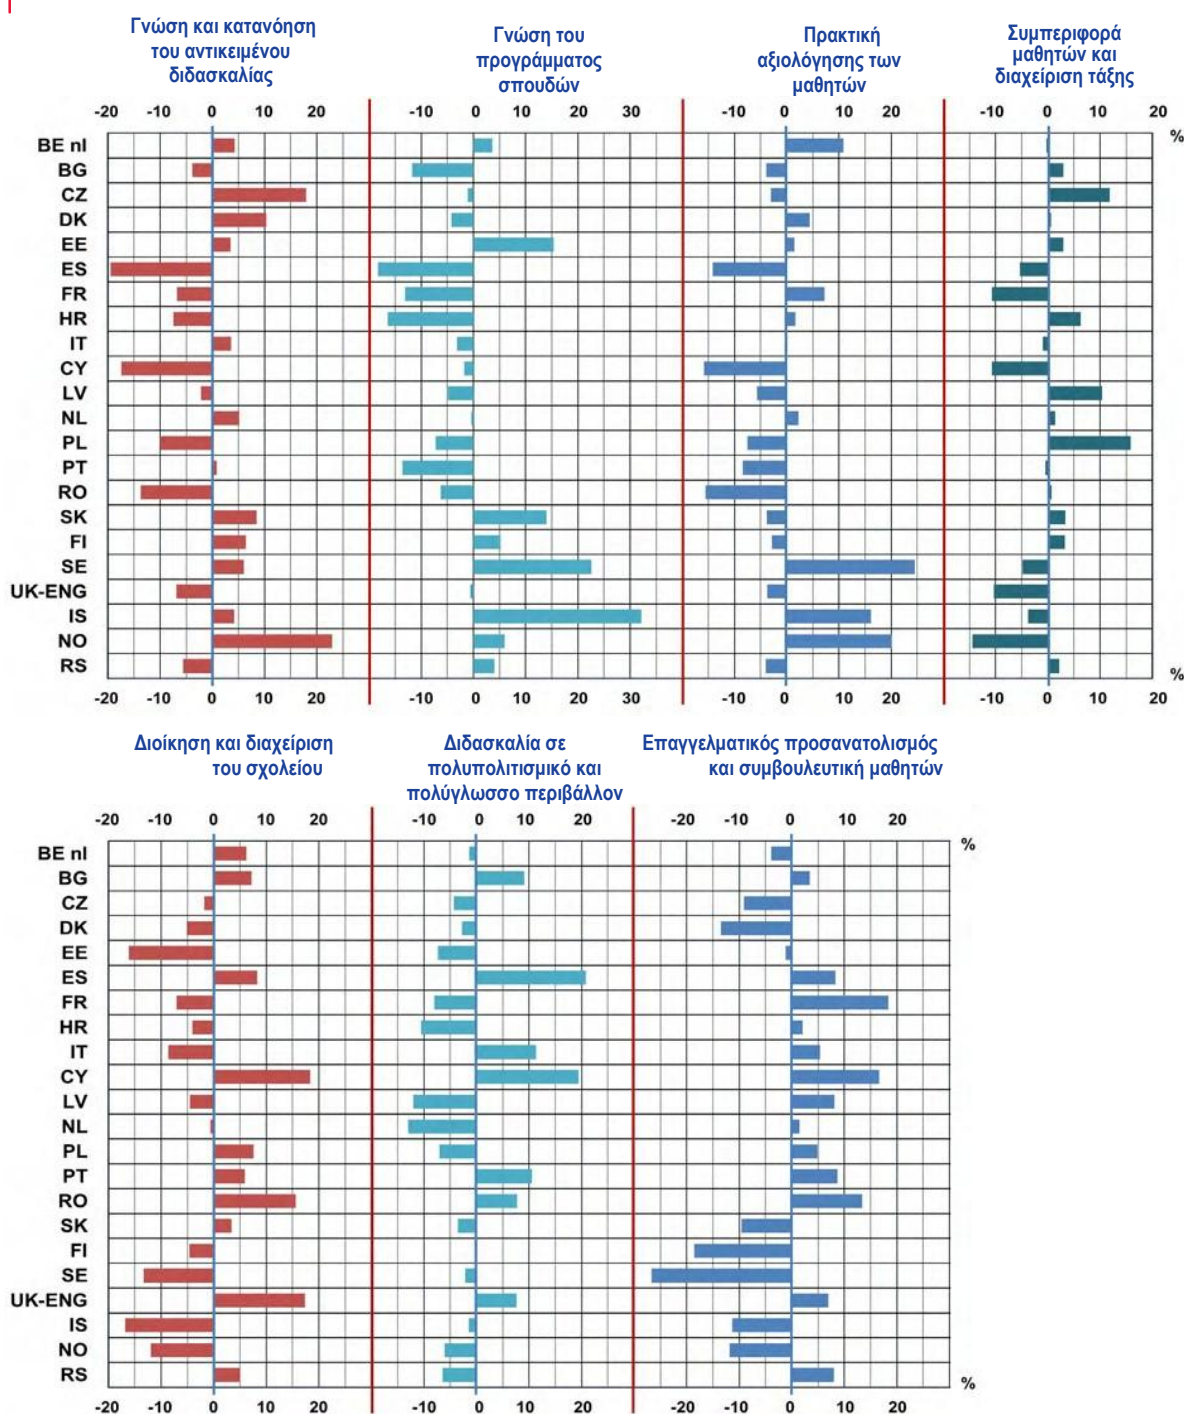 Γνώση και κατανόηση
του αντικειμένου
διδασκαλίας
Γνώση του
προγράμματος
σπουδών
Πρακτική
αξιολόγησης των
μαθητών
Συμπεριφορά
μαθητών και
διαχείριση τάξης
-20 -10 0 10 20 -10 0 10 20 30 -10 0 10 20 -10 0 10 20
%
BE nl
BG
CZ
DK
EE
ES
FR
HR
IT
CY
LV
NL
PL
PT
RO
SK
FI
SE
UK-ENG
IS
NO
RS
%
-20 -10 0 10 20 -10 0 10 20 30 -10 0 10 20 -10 0 10 20
Διοίκηση και διαχείριση
του σχολείου
Διδασκαλία σε
πολυπολιτισμικό και
πολύγλωσσο περιβάλλον
Επαγγελματικός προσανατολισμός
και συμβουλευτική μαθητών
-20 -10 0 10 20 -10 0 10 20 -20 -10 0 10 20
%
BE nl
BG
CZ
DK
EE
ES
FR
HR
IT
CY
LV
NL
PL
PT
RO
SK
FI
SE
UK-ENG
IS
NO
RS
%
-20 -10 0 10 20 -10 0 10 20 -20 -10 0 10 20